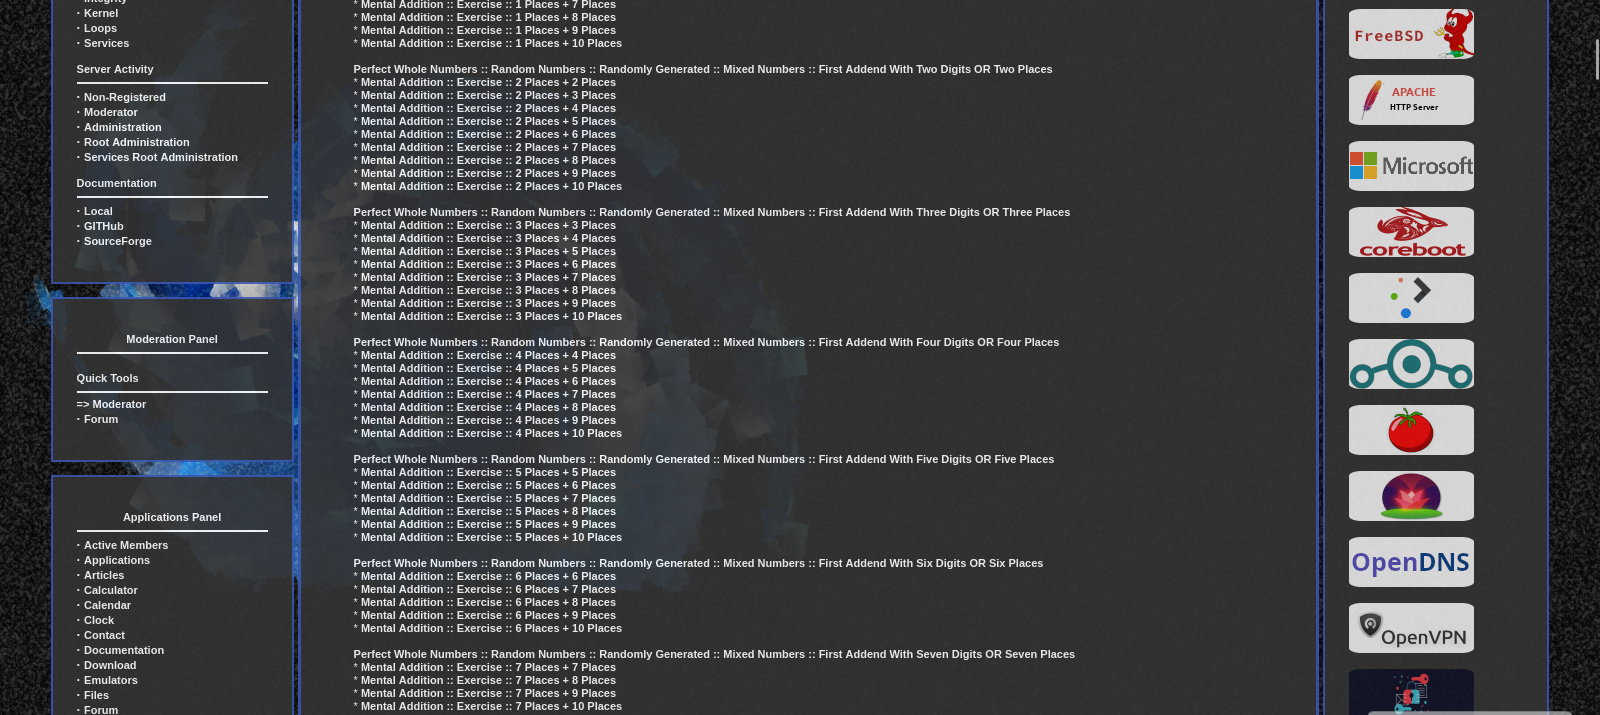 · Integrity
· Kernel
· Loops
· Services
Server Activity
· Non-Registered
· Moderator
· Administration
· Root Administration
· Services Root Administration
Documentation
· Local
· GITHub
· SourceForge
Moderation Panel
Quick Tools
=> Moderator
· Forum
Applications Panel
· Active Members
· Applications
· Articles
· Calculator
· Calendar
· Clock
· Contact
· Documentation
· Download
· Emulators
· Files
· Forum
* Mental Addition :: Exercise :: 1 Places + 7 Places
* Mental Addition :: Exercise :: 1 Places + 8 Places
* Mental Addition :: Exercise :: 1 Places + 9 Places
* Mental Addition :: Exercise :: 1 Places + 10 Places
Perfect Whole Numbers :: Random Numbers :: Randomly Generated :: Mixed Numbers :: First Addend With Two Digits OR Two Places
* Mental Addition :: Exercise :: 2 Places + 2 Places
* Mental Addition :: Exercise :: 2 Places + 3 Places
* Mental Addition :: Exercise :: 2 Places + 4 Places
* Mental Addition :: Exercise :: 2 Places + 5 Places
* Mental Addition :: Exercise :: 2 Places + 6 Places
* Mental Addition :: Exercise :: 2 Places + 7 Places
* Mental Addition :: Exercise :: 2 Places + 8 Places
* Mental Addition :: Exercise :: 2 Places + 9 Places
* Mental Addition :: Exercise :: 2 Places + 10 Places
Perfect Whole Numbers :: Random Numbers :: Randomly Generated :: Mixed Numbers :: First Addend With Three Digits OR Three Places
* Mental Addition :: Exercise :: 3 Places + 3 Places
* Mental Addition :: Exercise :: 3 Places + 4 Places
* Mental Addition :: Exercise :: 3 Places + 5 Places
* Mental Addition :: Exercise :: 3 Places + 6 Places
* Mental Addition :: Exercise :: 3 Places + 7 Places
* Mental Addition :: Exercise :: 3 Places + 8 Places
* Mental Addition :: Exercise :: 3 Places + 9 Places
* Mental Addition :: Exercise :: 3 Places + 10 Places
Perfect Whole Numbers :: Random Numbers :: Randomly Generated :: Mixed Numbers :: First Addend With Four Digits OR Four Places
* Mental Addition :: Exercise :: 4 Places + 4 Places
* Mental Addition :: Exercise :: 4 Places + 5 Places
* Mental Addition :: Exercise :: 4 Places + 6 Places
* Mental Addition :: Exercise :: 4 Places + 7 Places
* Mental Addition :: Exercise :: 4 Places + 8 Places
* Mental Addition :: Exercise :: 4 Places + 9 Places
* Mental Addition :: Exercise :: 4 Places + 10 Places
Perfect Whole Numbers :: Random Numbers :: Randomly Generated :: Mixed Numbers :: First Addend With Five Digits OR Five Places
* Mental Addition :: Exercise :: 5 Places + 5 Places
* Mental Addition :: Exercise :: 5 Places + 6 Places
* Mental Addition :: Exercise :: 5 Places + 7 Places
* Mental Addition :: Exercise :: 5 Places + 8 Places
* Mental Addition :: Exercise :: 5 Places + 9 Places
* Mental Addition :: Exercise :: 5 Places + 10 Places
Perfect Whole Numbers :: Random Numbers :: Randomly Generated :: Mixed Numbers :: First Addend With Six Digits OR Six Places
* Mental Addition :: Exercise :: 6 Places + 6 Places
* Mental Addition :: Exercise :: 6 Places + 7 Places
* Mental Addition :: Exercise :: 6 Places + 8 Places
* Mental Addition :: Exercise :: 6 Places + 9 Places
* Mental Addition :: Exercise :: 6 Places + 10 Places
Perfect Whole Numbers :: Random Numbers :: Randomly Generated :: Mixed Numbers :: First Addend With Seven Digits OR Seven Places
* Mental Addition :: Exercise :: 7 Places + 7 Places
* Mental Addition :: Exercise :: 7 Places + 8 Places
* Mental Addition :: Exercise :: 7 Places + 9 Places
* Mental Addition :: Exercise :: 7 Places + 10 Places
FreeBSD
APACHE
HTTP Server
Microsoft
coreboot
OpenDNS
OpenVPN